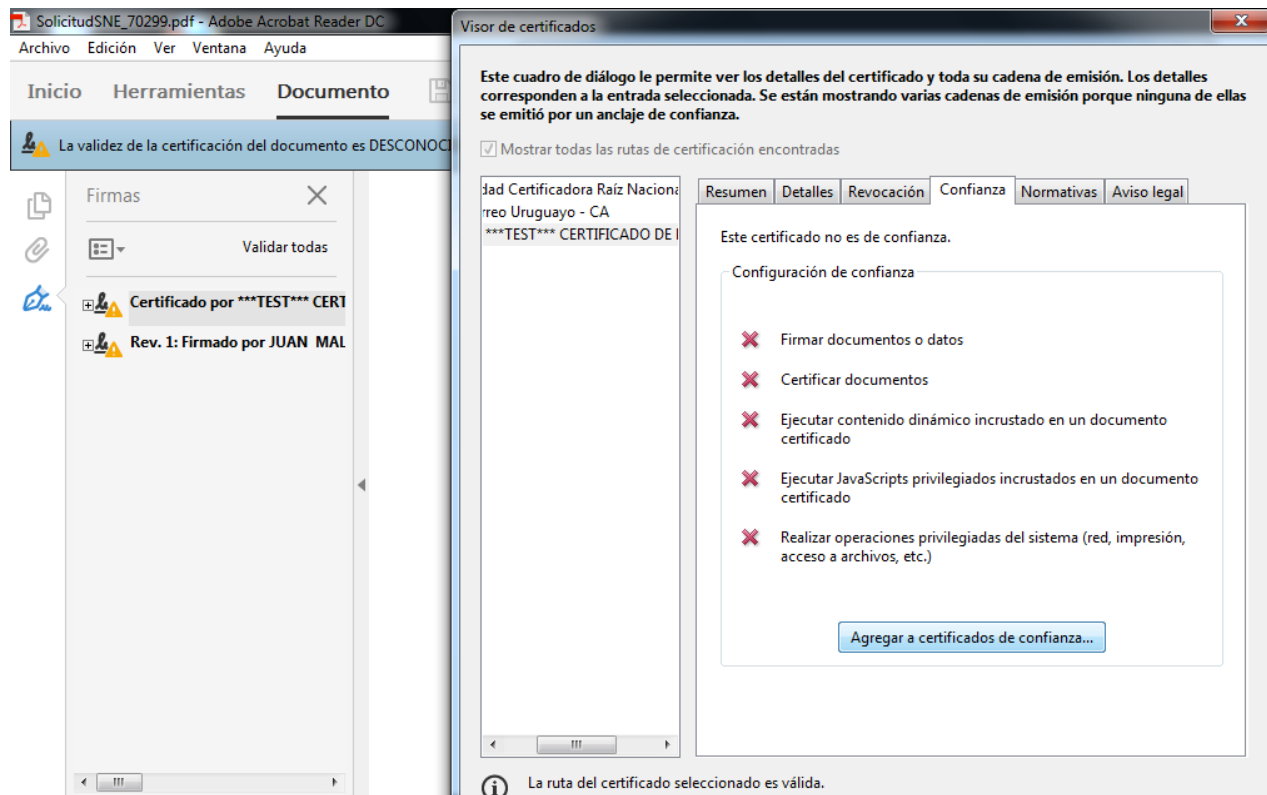 SolicitudSNE_70299.pdf - Adobe Acrobat Reader DC
Archivo Edición Ver Ventana Ayuda
Inicio Herramientas Documento
La validez de la certificación del documento es DESCONOCI
Firmas
Validar todas
Certificado por ***TEST*** CERT
Rev. 1: Firmado por JUAN MAL
Visor de certificados
Este cuadro de diálogo le permite ver los detalles del certificado y toda su cadena de emisión. Los detalles
corresponden a la entrada seleccionada. Se están mostrando varias cadenas de emisión porque ninguna de ellas
se emitió por un anclaje de confianza.
Mostrar todas las rutas de certificación encontradas
dad Certificadora Raíz Naciona
rreo Uruguayo - CA
***TEST*** CERTIFICADO DE
Resumen Detalles Revocación Confianza Normativas Aviso legal
Este certificado no es de confianza.
Configuración de confianza
Firmar documentos o datos
Certificar documentos
Ejecutar contenido dinámico incrustado en un documento
certificado
Ejecutar JavaScripts privilegiados incrustados en un documento
certificado
Realizar operaciones privilegiadas del sistema (red, impresión,
acceso a archivos, etc.)
Agregar a certificados de confianza...
La ruta del certificado seleccionado es válida.